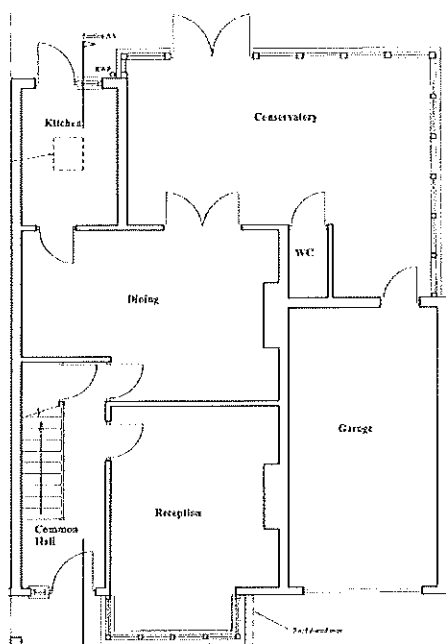 Kitchen
Conservatory
WC
Dining
Garage
Reception
Common
Hall